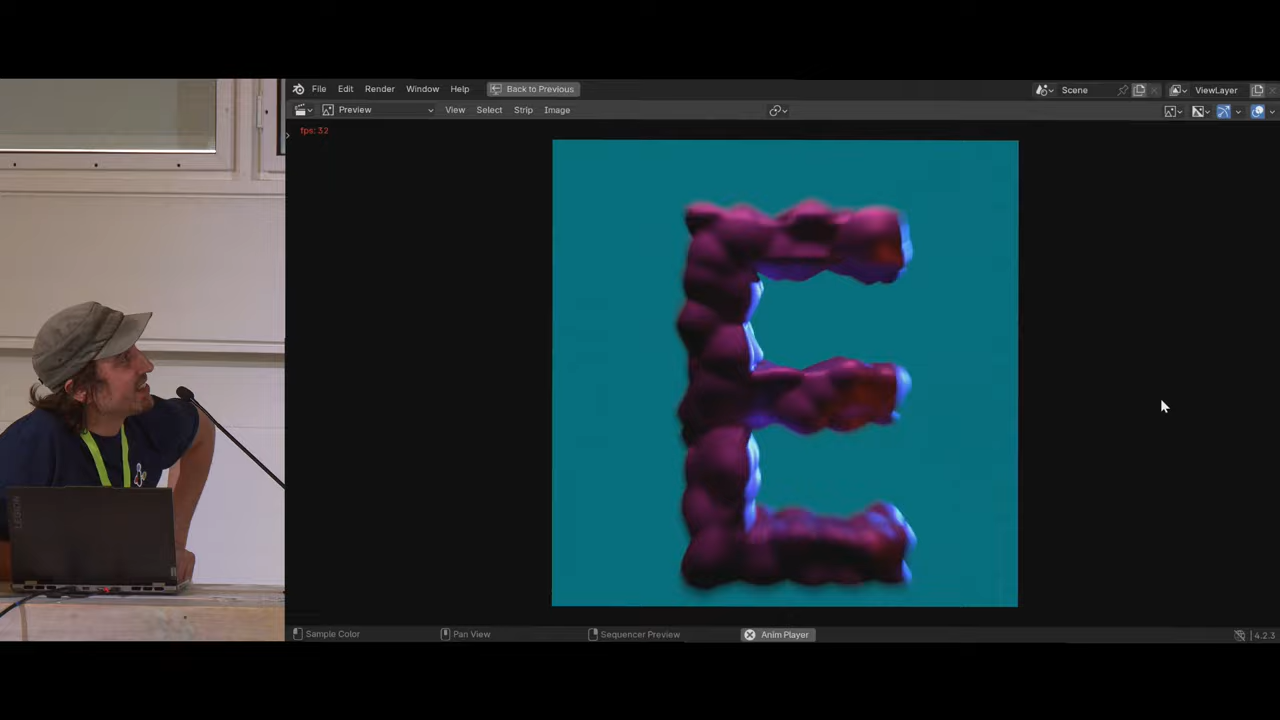 File Edit Render Window Help Back to Previous Scene ViewLayer
Preview View Select Strip Image
fps: 32
E
LEGION
Sample Color Pan View Sequencer Preview Anim Player 4.2.3